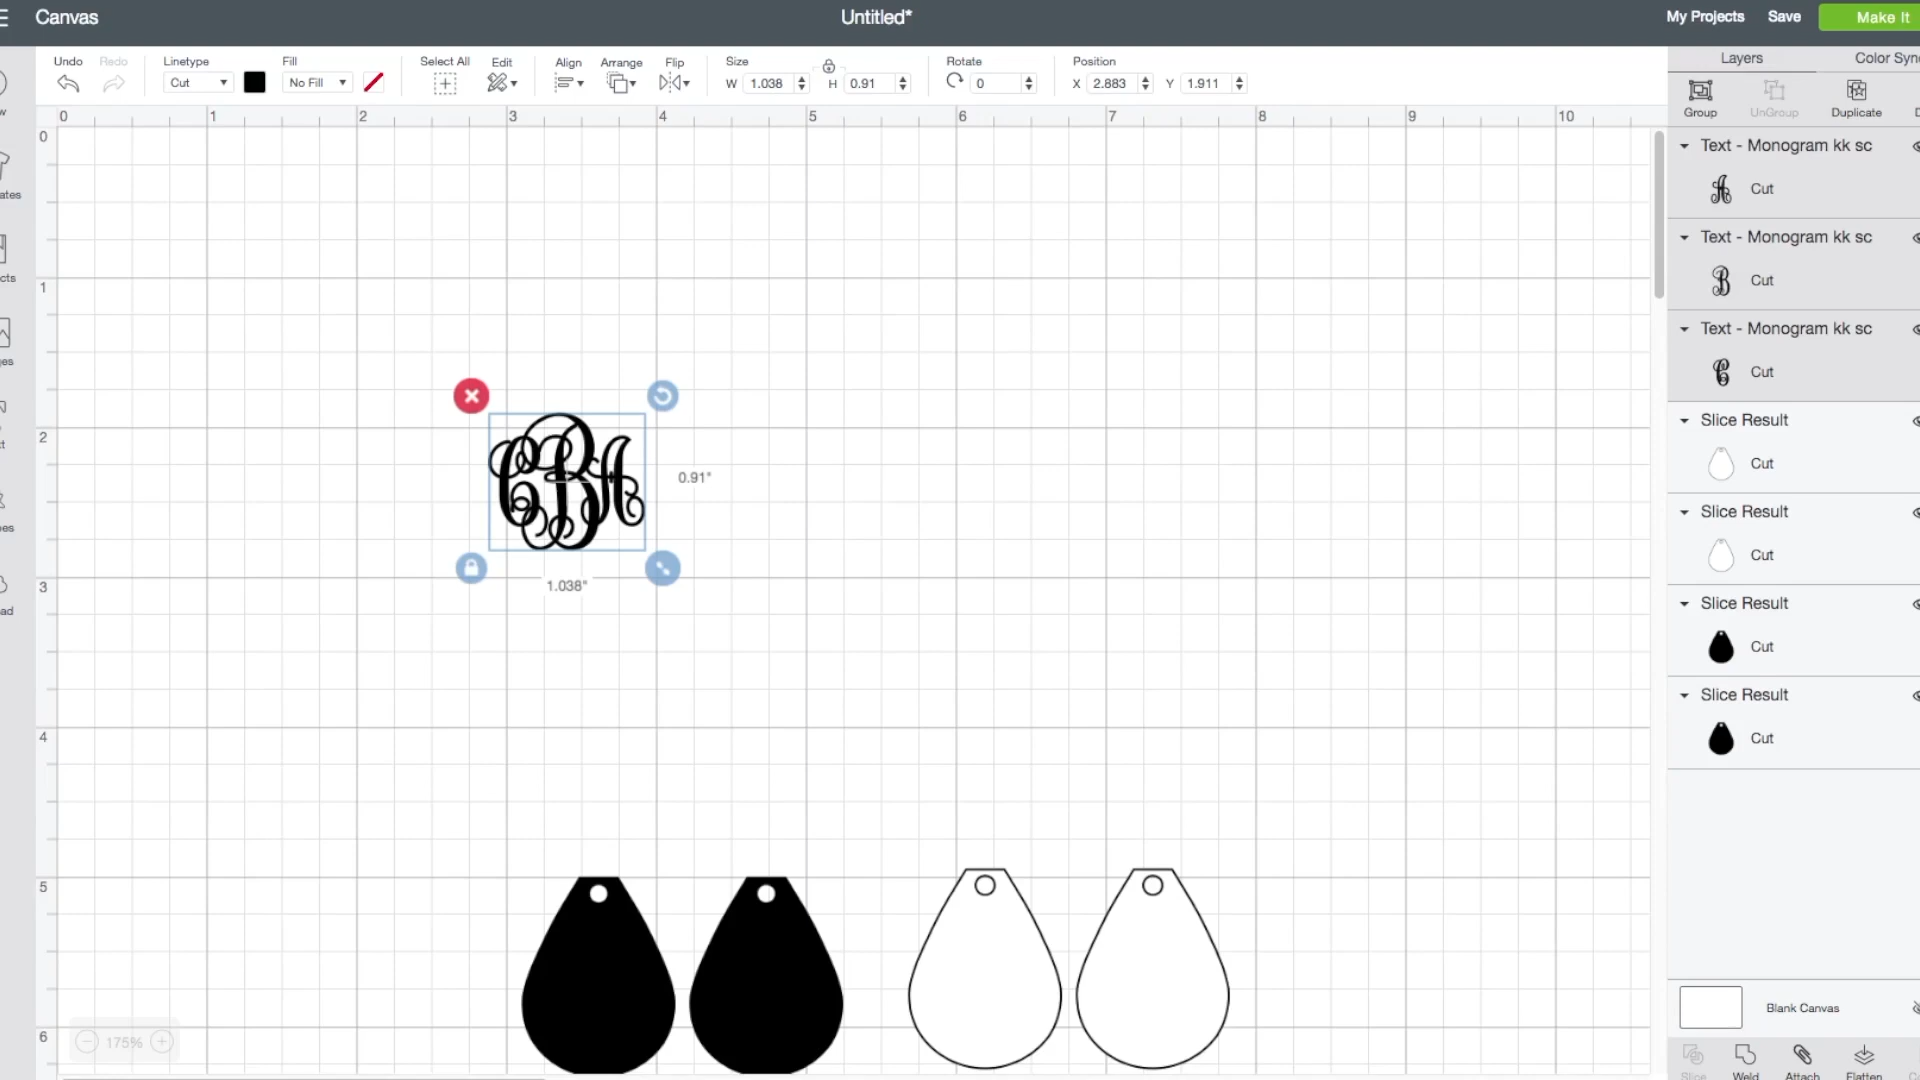 Canvas
Untitled*
My Projects Save Make It
Undo Redo Linetype Fill Select All Edit Align Arrange Flip Size Rotate Position
Cut No Fill W 1.038 H 0.91 0 X 2.883 Y 1.911
Layers Color Sync
0 1 2 3 4 5 6 7 8 9 10
0
1
2
3
4
5
6
Group UnGroup Duplicate
Text - Monogram kk sc
A Cut
Text - Monogram kk sc
B Cut
Text - Monogram kk sc
C Cut
Slice Result
Cut
Slice Result
Cut
Slice Result
Cut
Slice Result
Cut
CBA
0.91"
1.038"
175%
Blank Canvas
Slice Weld Attach Flatten